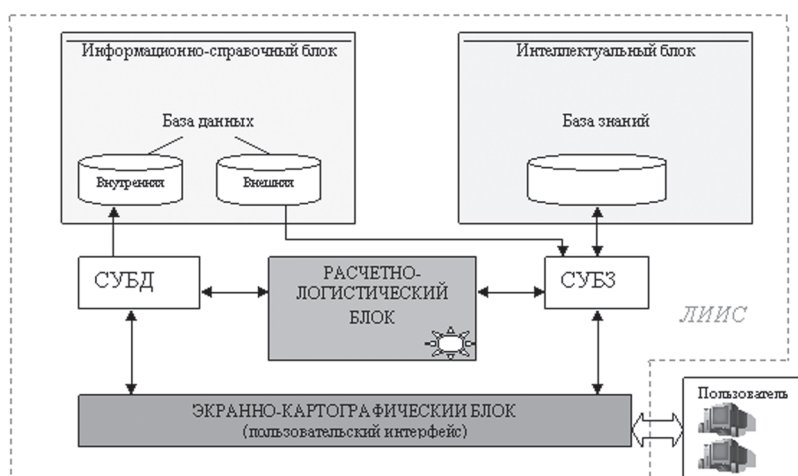 Информационно-справочный блок
Интеллектуальный блок
База данных
База знаний
Внутренняя
Внешняя
СУБД
РАСЧЕТНО-
ЛОГИСТИЧЕСКИЙ
БЛОК
СУБЗ
ЛИИС
ЭКРАННО-КАРТОГРАФИЧЕСКИЙ БЛОК
(пользовательский интерфейс)
Пользователь